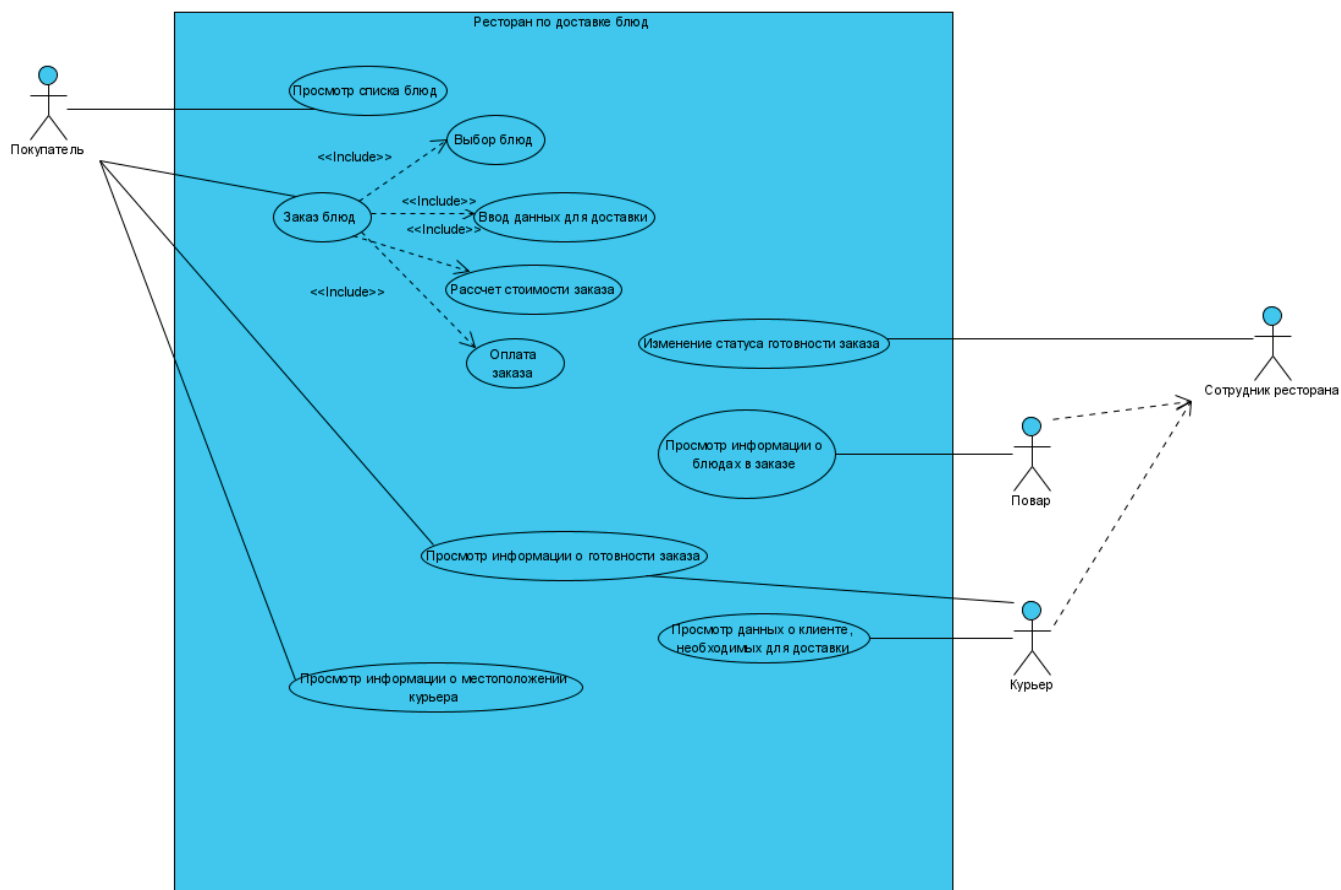 Ресторан по доставке блюд
Просмотр списка блюд
Покупатель
Выбор блюд
<<Include>>
Заказ блюд
<<Include>>
Ввод данных для доставки
<<Include>>
Рассчет стоимости заказа
<<Include>>
Оплата
заказа
Изменение статуса готовности заказа
Сотрудник ресторана
Просмотр информации о
блюдах в заказе
Повар
Просмотр информации о готовности заказа
Просмотр данных о клиенте,
необходимых для доставки
Курьер
Просмотр информации о местоположении
курьера